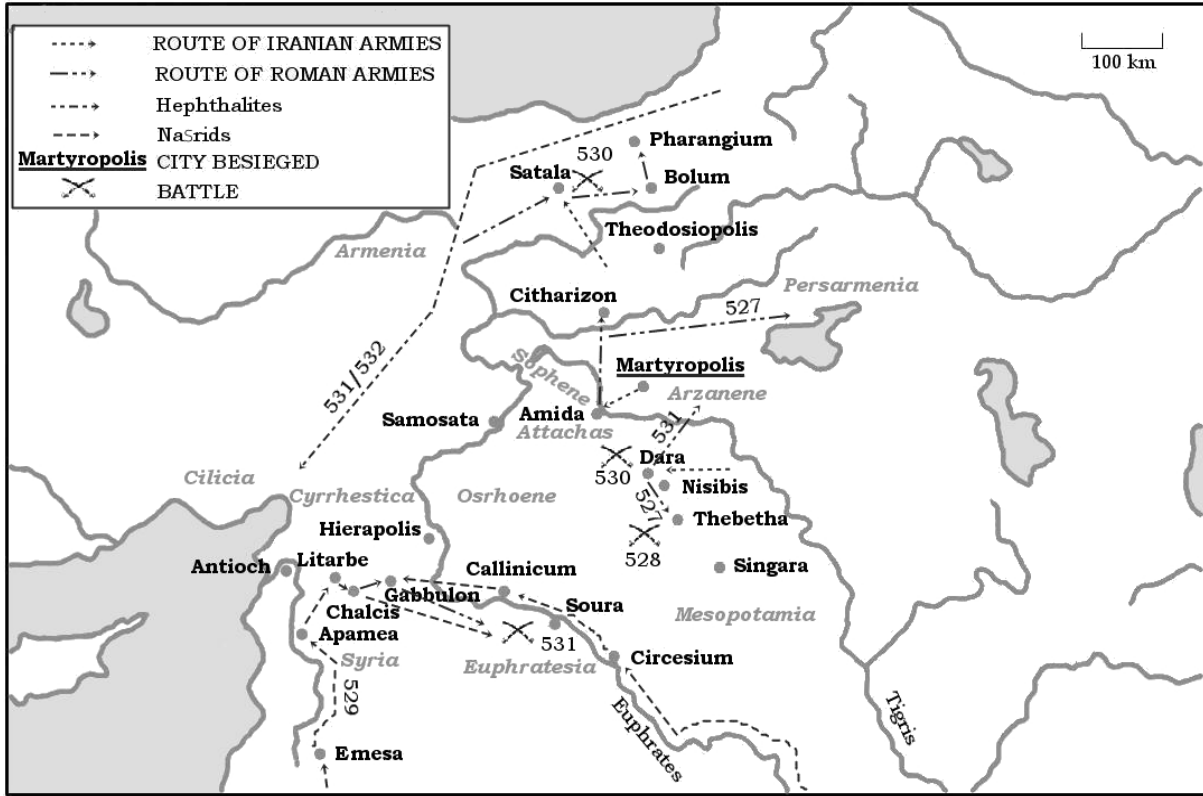 ROUTE OF IRANIAN ARMIES
ROUTE OF ROMAN ARMIES
Hephthalites
Naṣrids
Martyropolis CITY BESIEGED
BATTLE
100 km
Pharangium
530
Satala
Bolum
Theodosiopolis
Armenia
Citharizon
Persarmenia
527
531/532
Sophene
Martyropolis
Arzanene
Samosata
Amida
Attachas
531
Dara
530
Nisibis
527
Thebetha
528
Cilicia
Cyrrhestica
Osrhoene
Hierapolis
Antioch
Litarbe
Callinicum
Singara
Gabbulon
Chalcis
Soura
Mesopotamia
Apamea
531
Syria
Euphratesia
Circesium
529
Euphrates
Tigris
Emesa